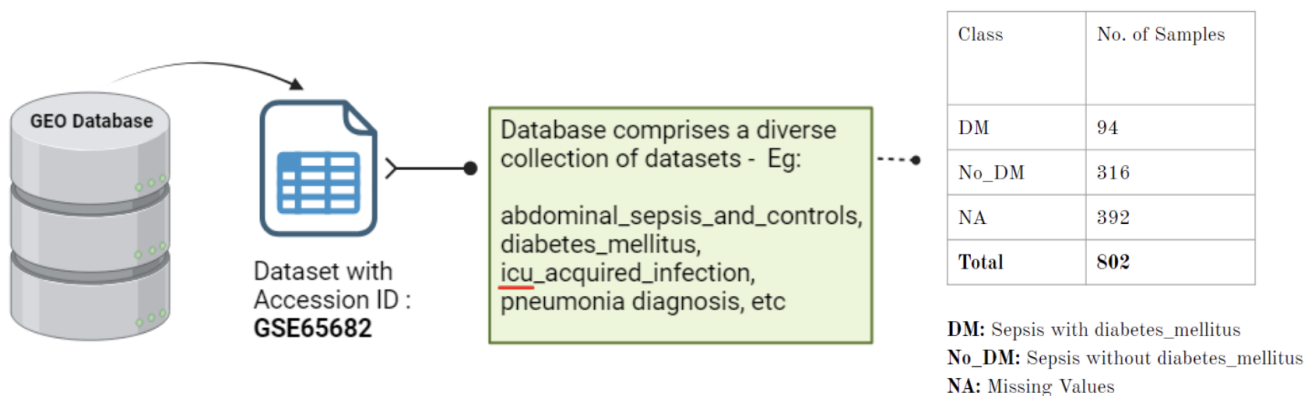 GEO Database
Dataset with
Accession ID :
GSE65682
Database comprises a diverse
collection of datasets - Eg:
abdominal_sepsis_and_controls,
diabetes_mellitus,
icu_acquired_infection,
pneumonia diagnosis, etc
Class No. of Samples
DM 94
No_DM 316
NA 392
Total 802
DM: Sepsis with diabetes_mellitus
No_DM: Sepsis without diabetes_mellitus
NA: Missing Values